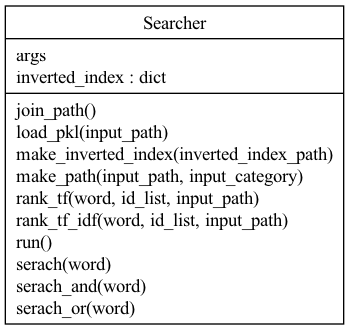 Searcher
args
inverted_index : dict
join_path()
load_pkl(input_path)
make_inverted_index(inverted_index_path)
make_path(input_path, input_category)
rank_tf(word, id_list, input_path)
rank_tf_idf(word, id_list, input_path)
run()
serach(word)
serach_and(word)
serach_or(word)